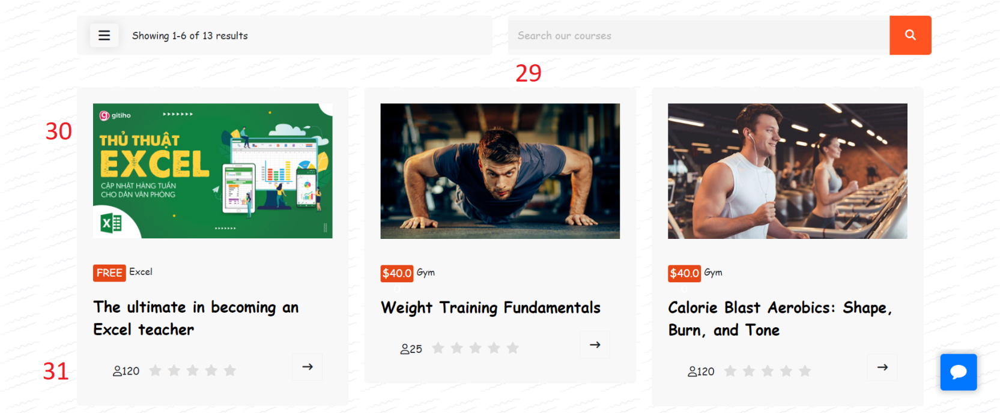 Showing 1-6 of 13 results
Search our courses
29
30
gitiho
THỦ THUẬT
EXCEL
CẬP NHẬT HÀNG TUẦN
CHO DÂN VĂN PHÒNG
X
FREE Excel
The ultimate in becoming an
Excel teacher
120
$40.0
0
Gym
Weight Training Fundamentals
25
$40.0
0
Gym
Calorie Blast Aerobics: Shape,
Burn, and Tone
120
31